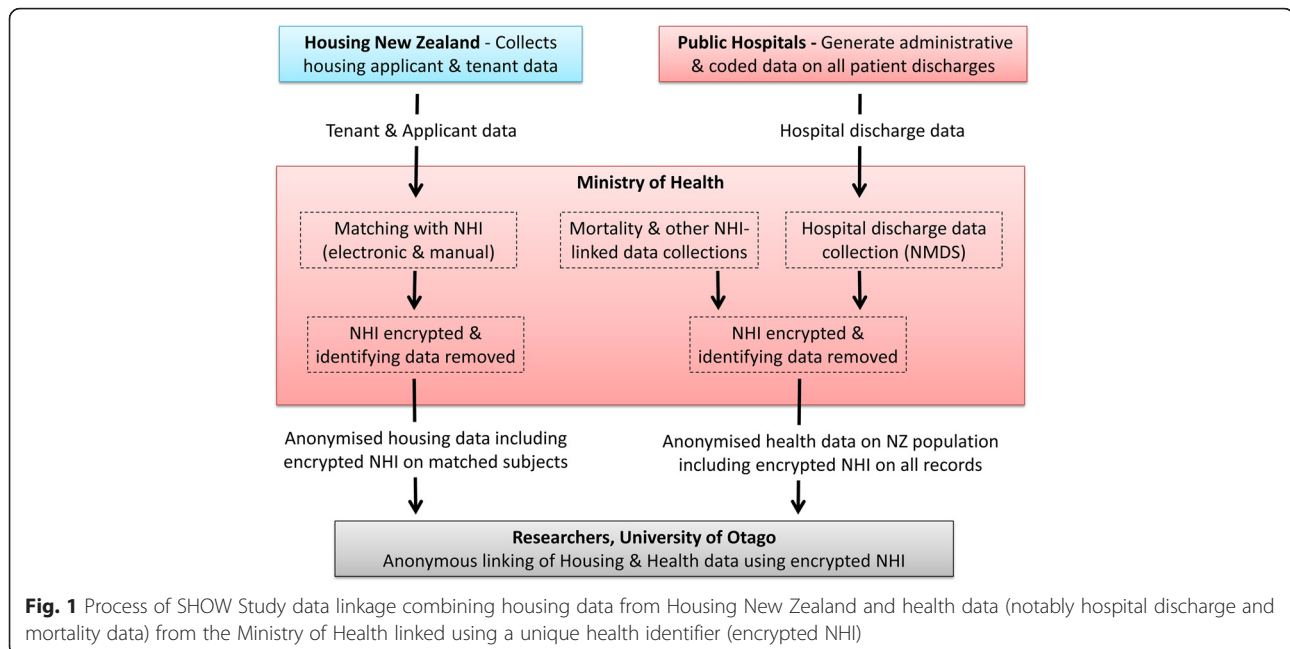 Housing New Zealand - Collects
housing applicant & tenant data
Public Hospitals - Generate administrative
& coded data on all patient discharges
Tenant & Applicant data
Hospital discharge data
Ministry of Health
Matching with NHI
(electronic & manual)
Mortality & other NHI-
linked data collections
Hospital discharge data
collection (NMDS)
NHI encrypted &
identifying data removed
NHI encrypted &
identifying data removed
Anonymised housing data including
encrypted NHI on matched subjects
Anonymised health data on NZ population
including encrypted NHI on all records
Researchers, University of Otago
Anonymous linking of Housing & Health data using encrypted NHI
Fig. 1 Process of SHOW Study data linkage combining housing data from Housing New Zealand and health data (notably hospital discharge and
mortality data) from the Ministry of Health linked using a unique health identifier (encrypted NHI)